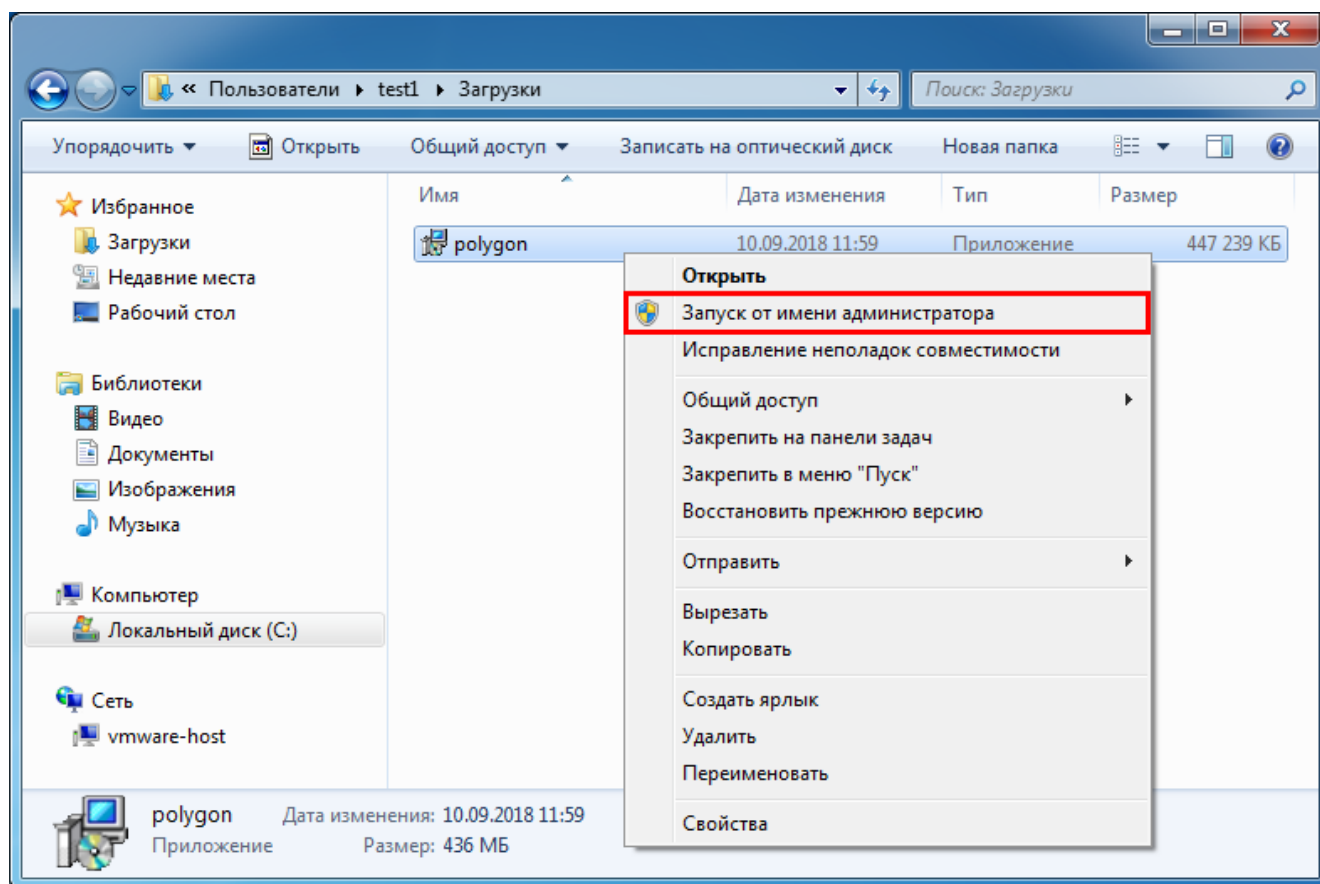 « Пользователи test1 Загрузки Поиск: Загрузки
Упорядочить Открыть Общий доступ Записать на оптический диск Новая папка
Избранное
Загрузки
Недавние места
Рабочий стол
Библиотеки
Видео
Документы
Изображения
Музыка
Компьютер
Локальный диск (C:)
Сеть
vmware-host
Имя Дата изменения Тип Размер
polygon 10.09.2018 11:59 Приложение 447 239 КБ
Открыть
Запуск от имени администратора
Исправление неполадок совместимости
Общий доступ
Закрепить на панели задач
Закрепить в меню "Пуск"
Восстановить прежнюю версию
Отправить
Вырезать
Копировать
Создать ярлык
Удалить
Переименовать
Свойства
polygon Дата изменения: 10.09.2018 11:59
Приложение Размер: 436 МБ